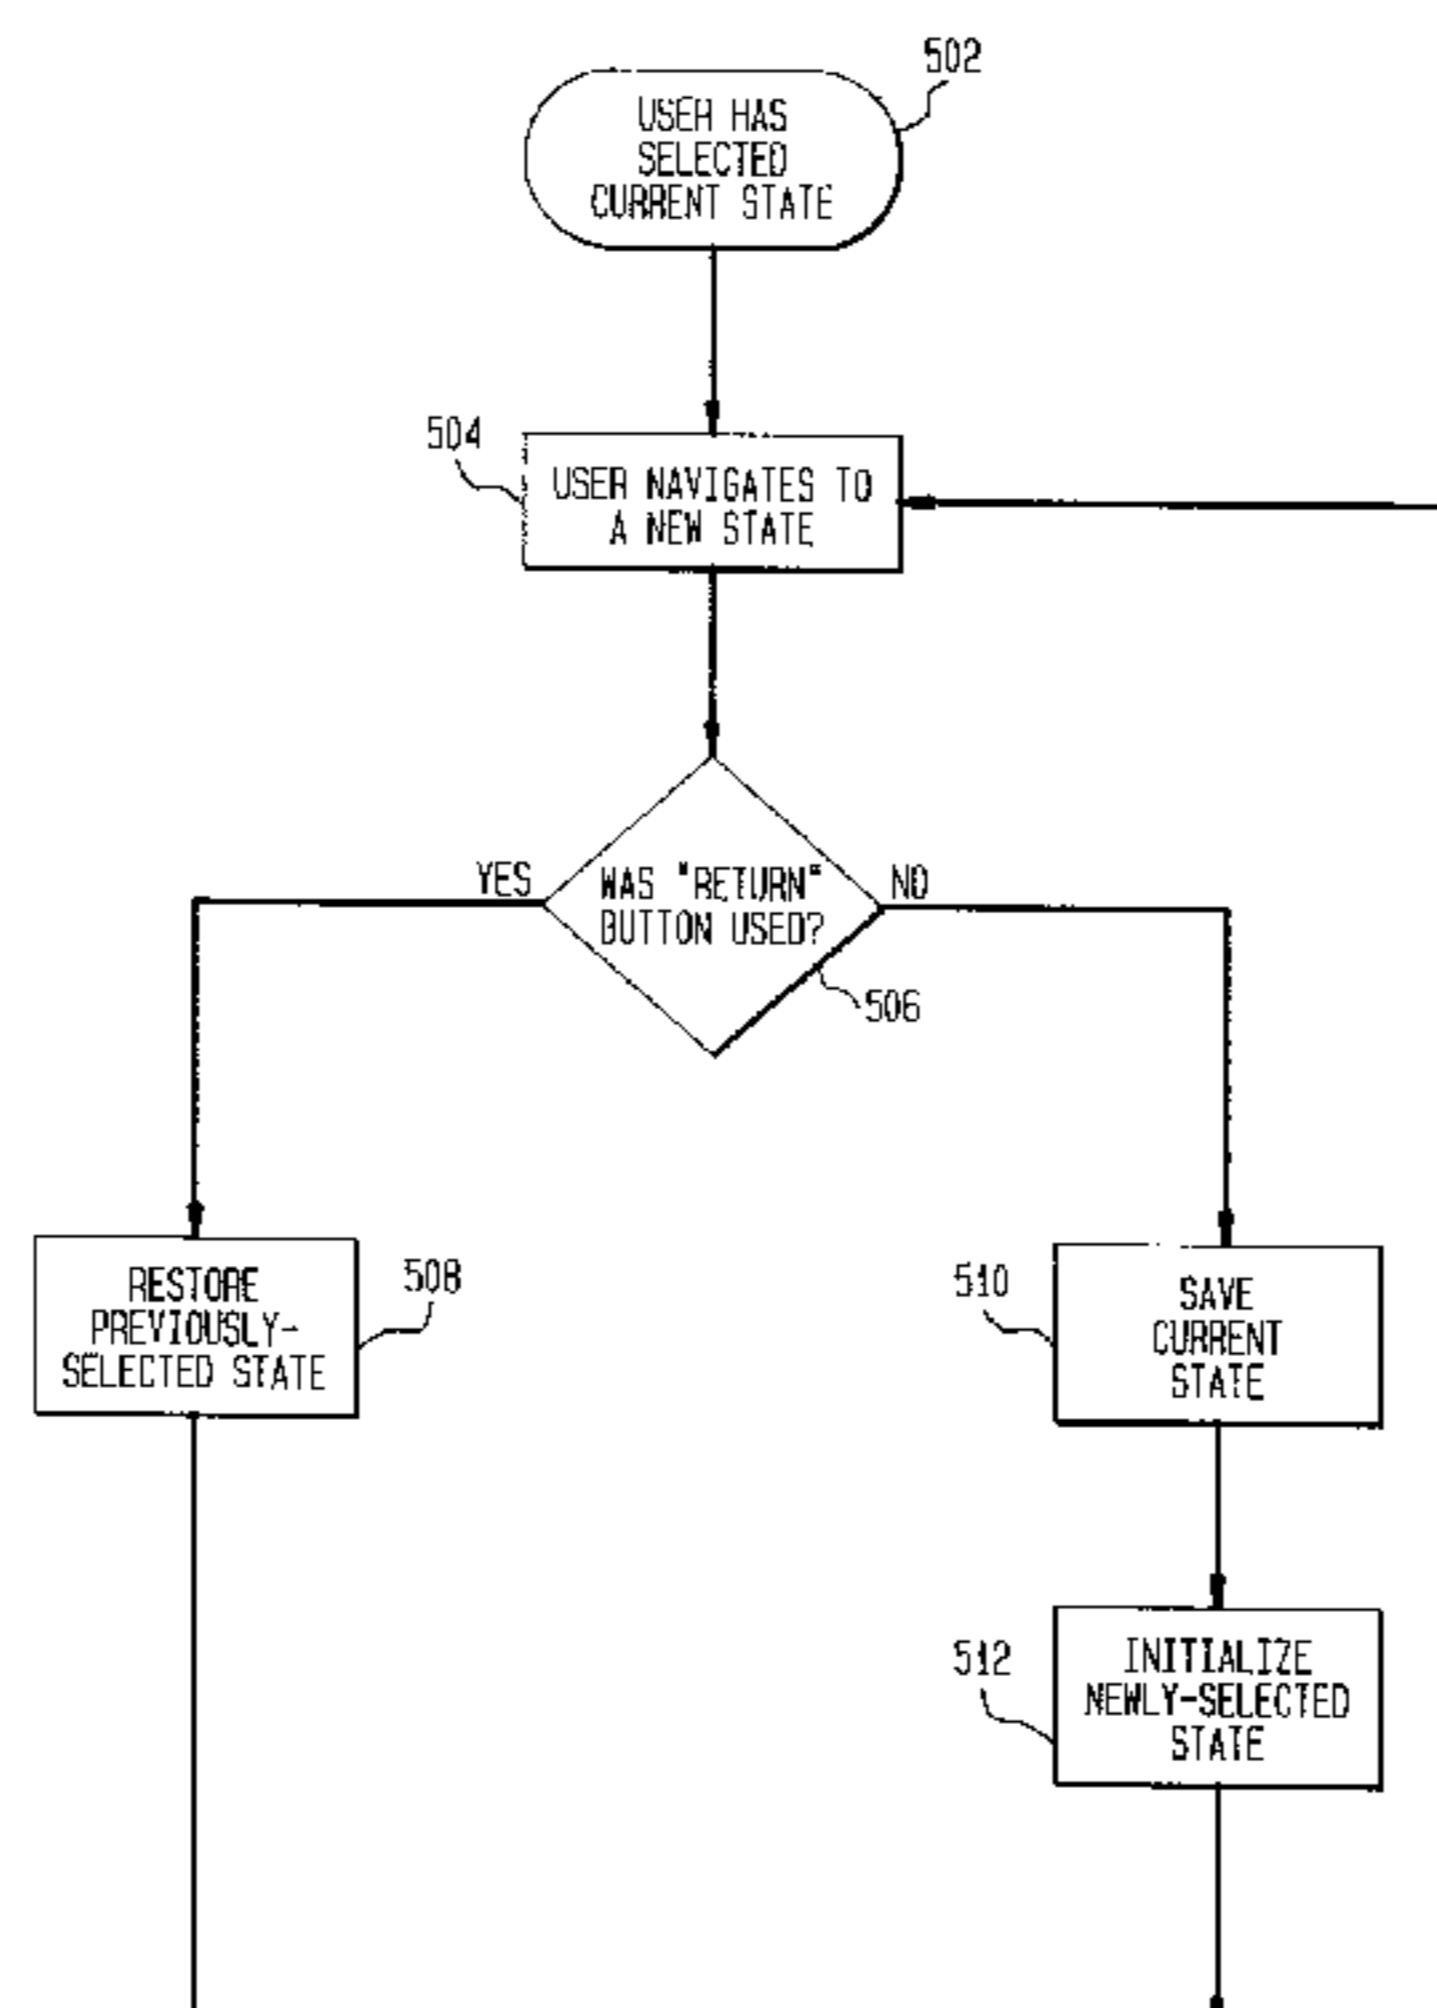 502
USER HAS
SELECTED
CURRENT STATE
504
USER NAVIGATES TO
A NEW STATE
YES
WAS "RETURN"
BUTTON USED?
NO
506
RESTORE
PREVIOUSLY-
SELECTED STATE
508
510
SAVE
CURRENT
STATE
512
INITIALIZE
NEWLY-SELECTED
STATE